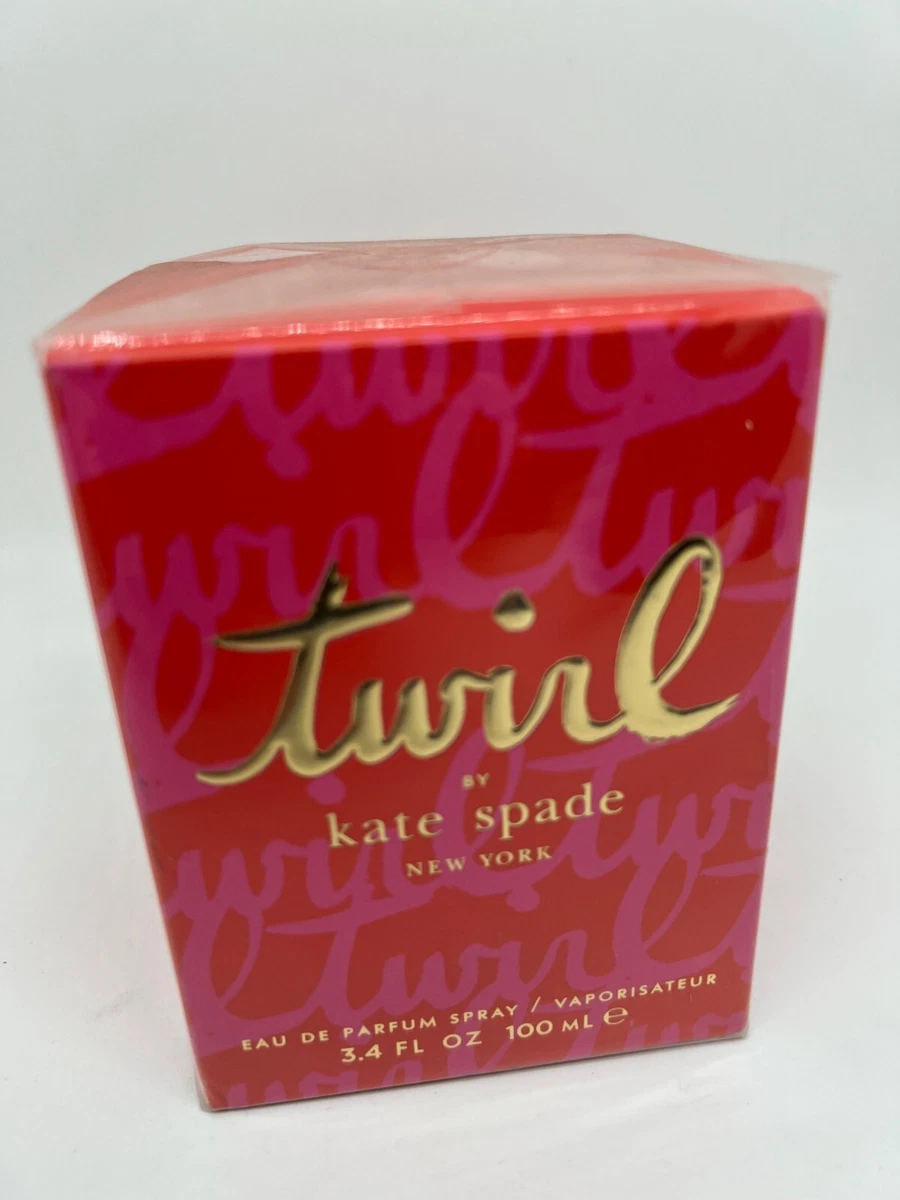 twirl
BY
kate spade
NEW YORK
EAU DE PARFUM SPRAY / VAPORISATEUR
3.4 FL OZ 100 ML ℮